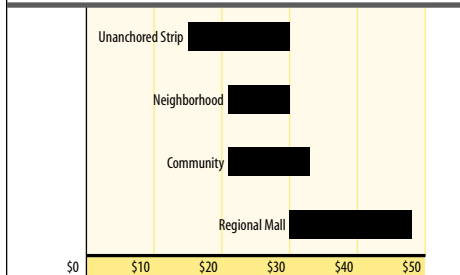 Unanchored Strip
Neighborhood
Community
Regional Mall
$0 $10 $20 $30 $40 $50